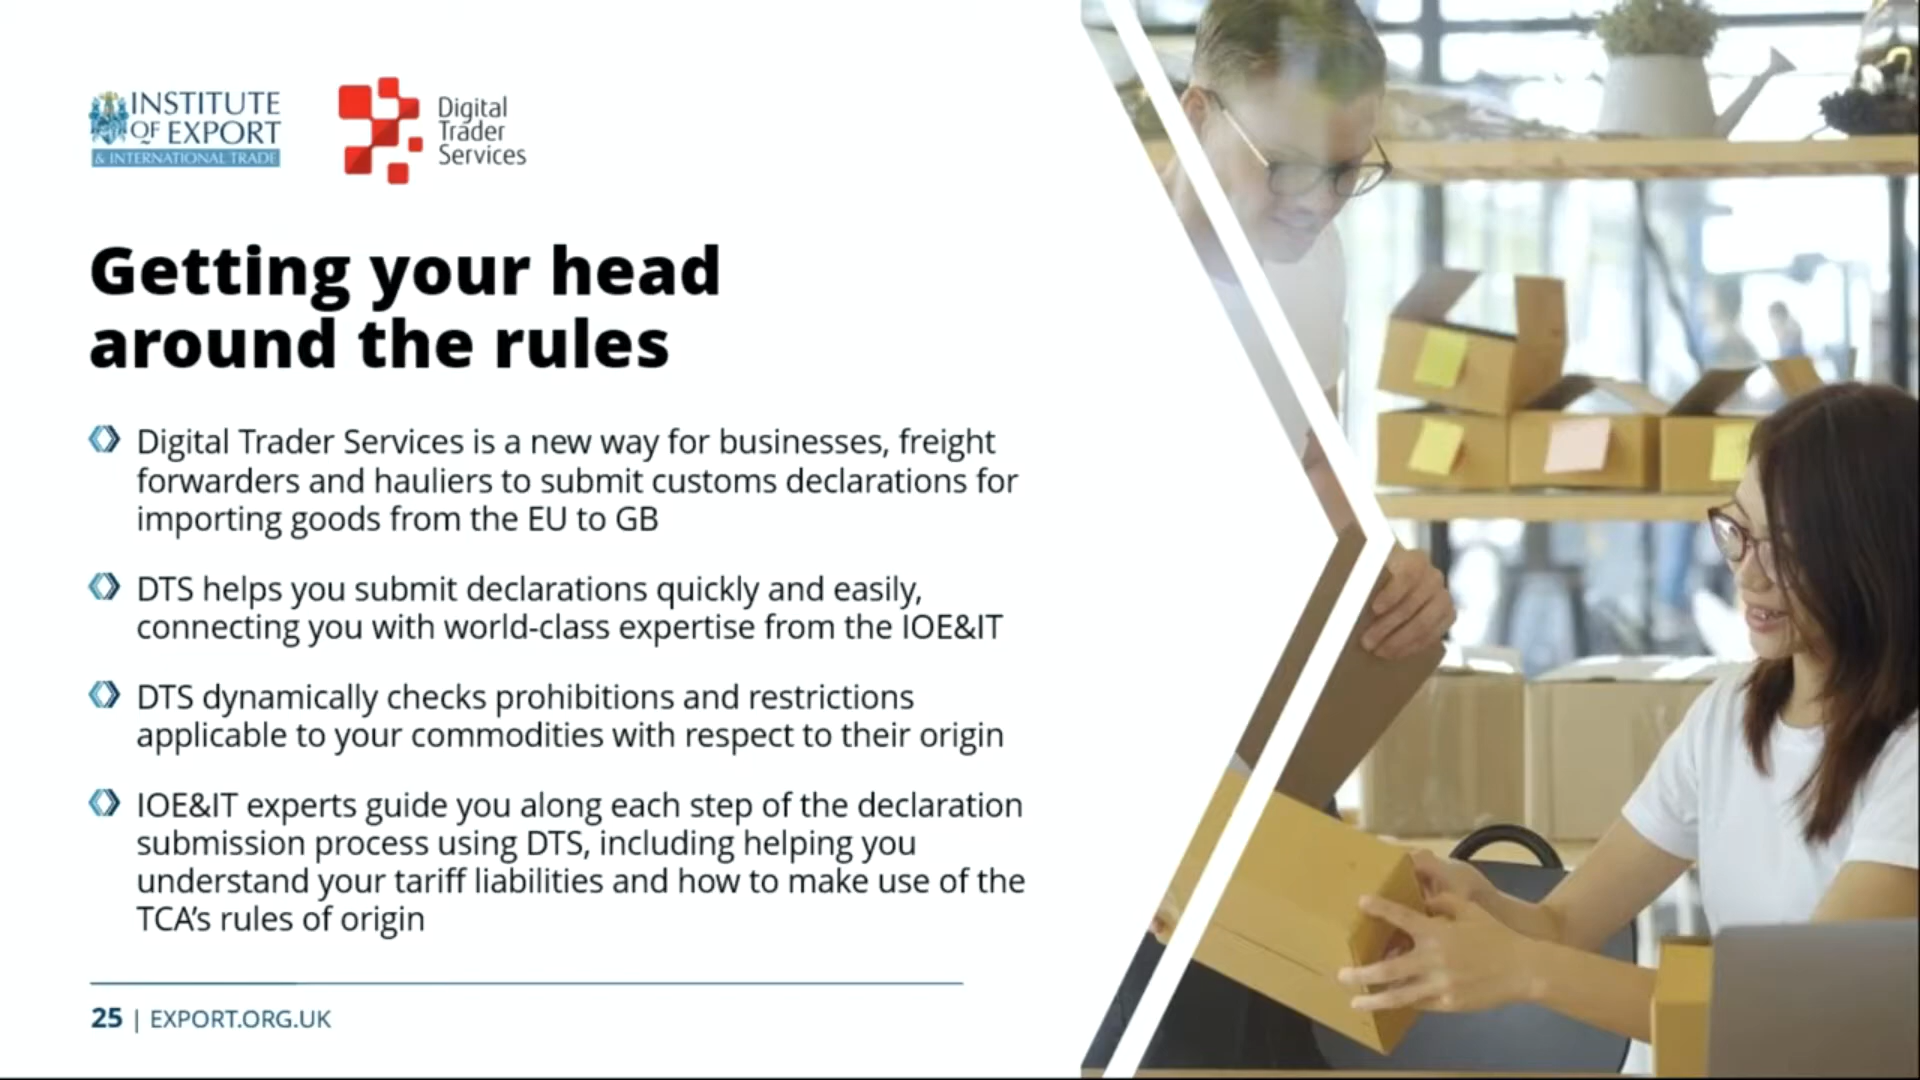 INSTITUTE
OF EXPORT
& INTERNATIONAL TRADE
Digital
Trader
Services
Getting your head
around the rules
Digital Trader Services is a new way for businesses, freight
forwarders and hauliers to submit customs declarations for
importing goods from the EU to GB
DTS helps you submit declarations quickly and easily,
connecting you with world-class expertise from the IOE&IT
DTS dynamically checks prohibitions and restrictions
applicable to your commodities with respect to their origin
IOE&IT experts guide you along each step of the declaration
submission process using DTS, including helping you
understand your tariff liabilities and how to make use of the
TCA’s rules of origin
25 | EXPORT.ORG.UK